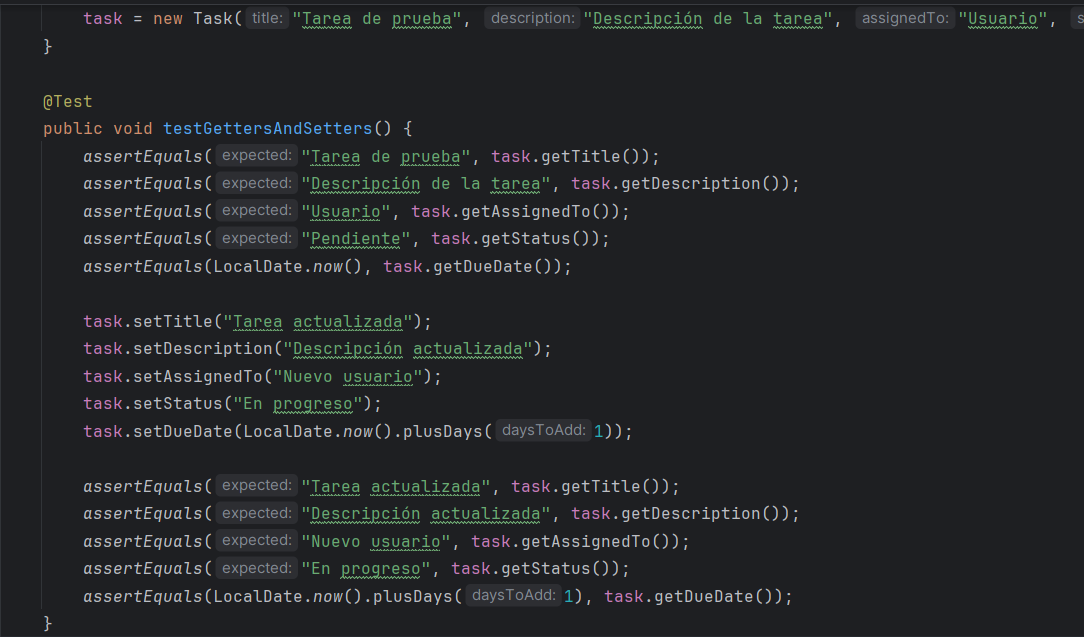 task = new Task( title: "Tarea de prueba", description: "Descripción de la tarea", assignedTo: "Usuario", s
}
@Test
public void testGettersAndSetters() {
assertEquals( expected: "Tarea de prueba", task.getTitle());
assertEquals( expected: "Descripción de la tarea", task.getDescription());
assertEquals( expected: "Usuario", task.getAssignedTo());
assertEquals( expected: "Pendiente", task.getStatus());
assertEquals(LocalDate.now(), task.getDueDate());
task.setTitle("Tarea actualizada");
task.setDescription("Descripción actualizada");
task.setAssignedTo("Nuevo usuario");
task.setStatus("En progreso");
task.setDueDate(LocalDate.now().plusDays( daysToAdd: 1));
assertEquals( expected: "Tarea actualizada", task.getTitle());
assertEquals( expected: "Descripción actualizada", task.getDescription());
assertEquals( expected: "Nuevo usuario", task.getAssignedTo());
assertEquals( expected: "En progreso", task.getStatus());
assertEquals(LocalDate.now().plusDays( daysToAdd: 1), task.getDueDate());
}